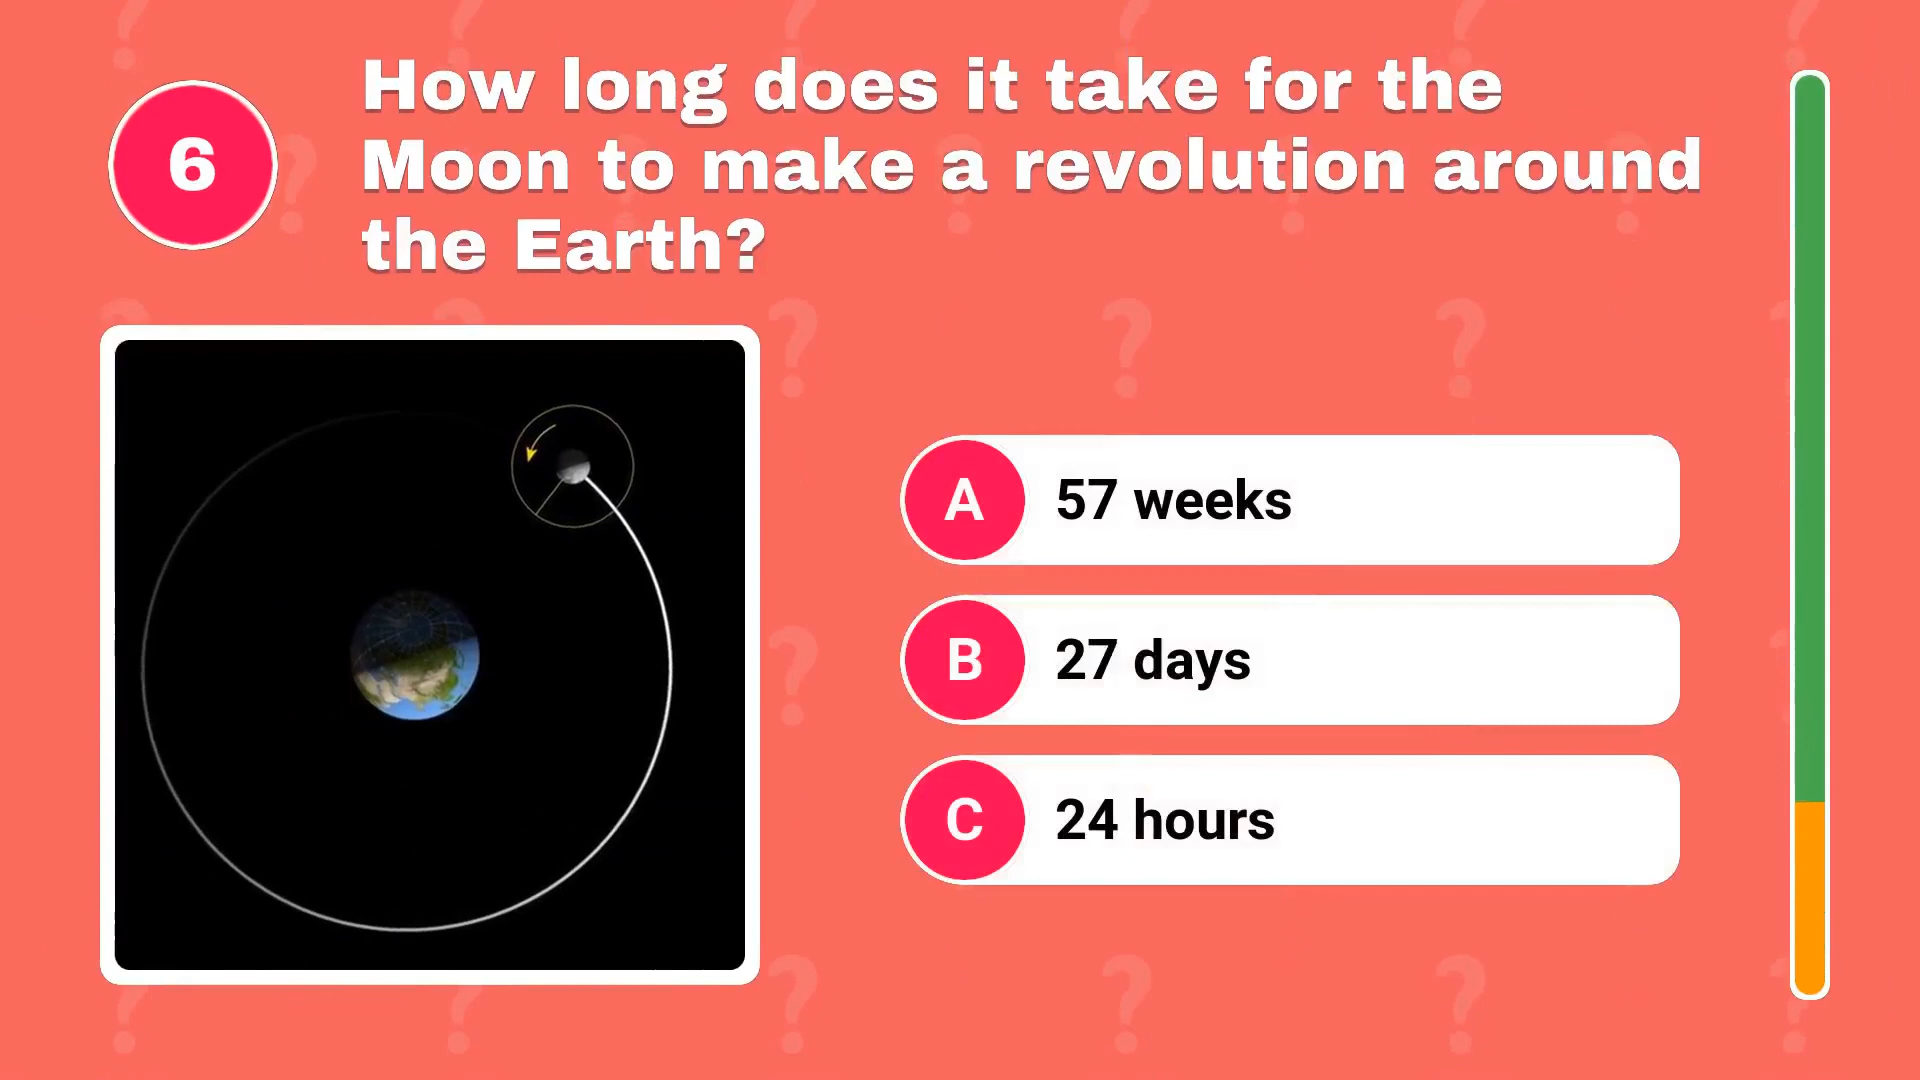 6
How long does it take for the
Moon to make a revolution around
the Earth?
A 57 weeks
B 27 days
C 24 hours